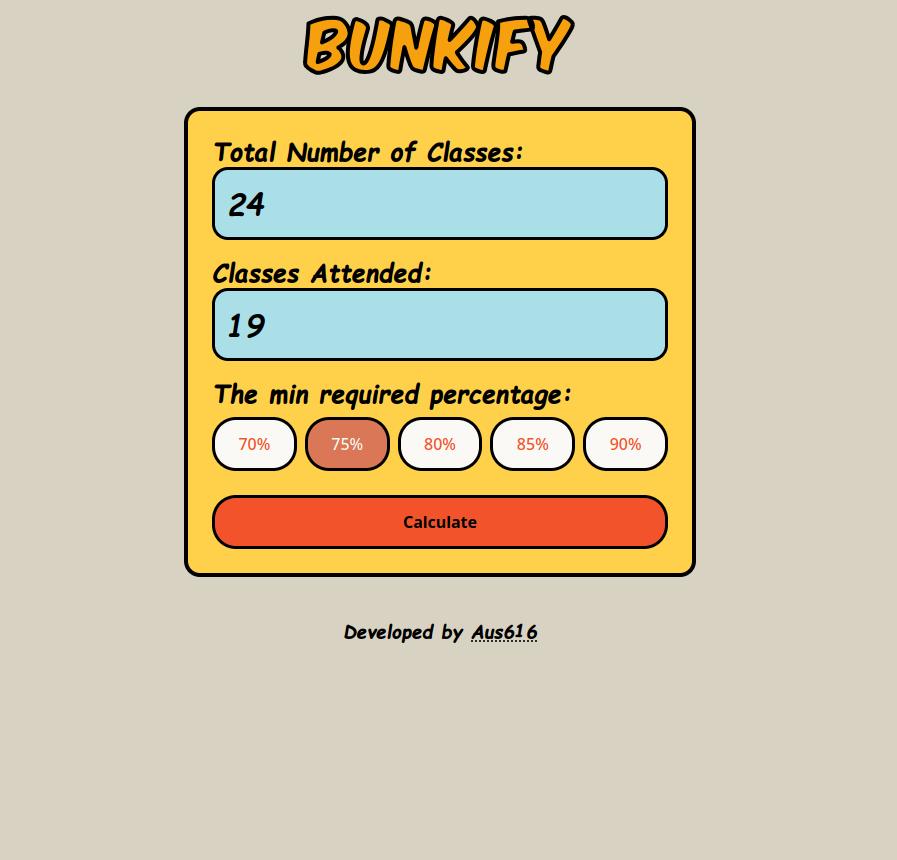 BUNKIFY
Total Number of Classes:
24
Classes Attended:
19
The min required percentage:
70% 75% 80% 85% 90%
Calculate
Developed by Aus616